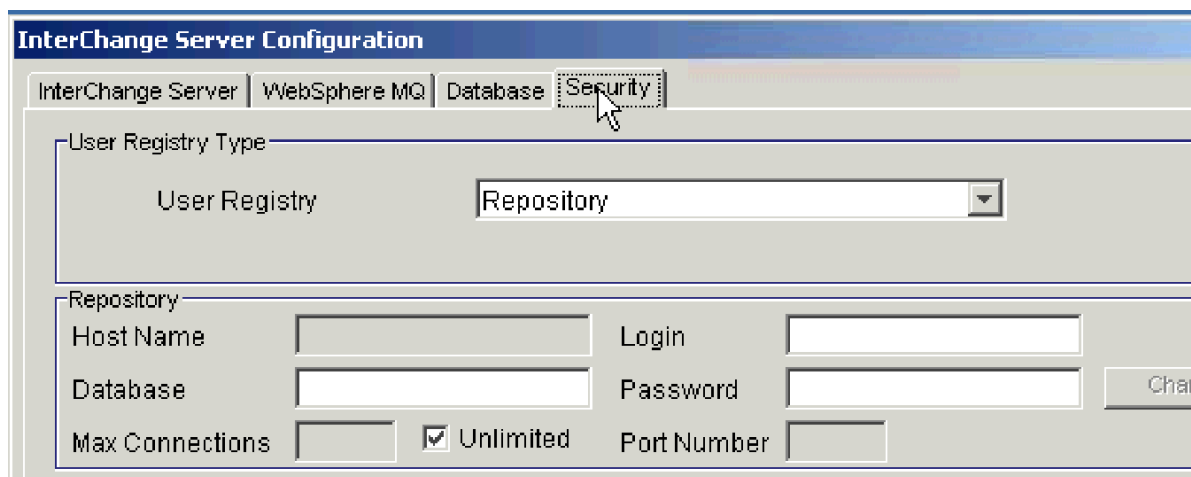 InterChange Server Configuration
InterChange Server WebSphere MQ Database Security
User Registry Type
User Registry Repository
Repository
Host Name Login
Database Password
Max Connections Unlimited Port Number